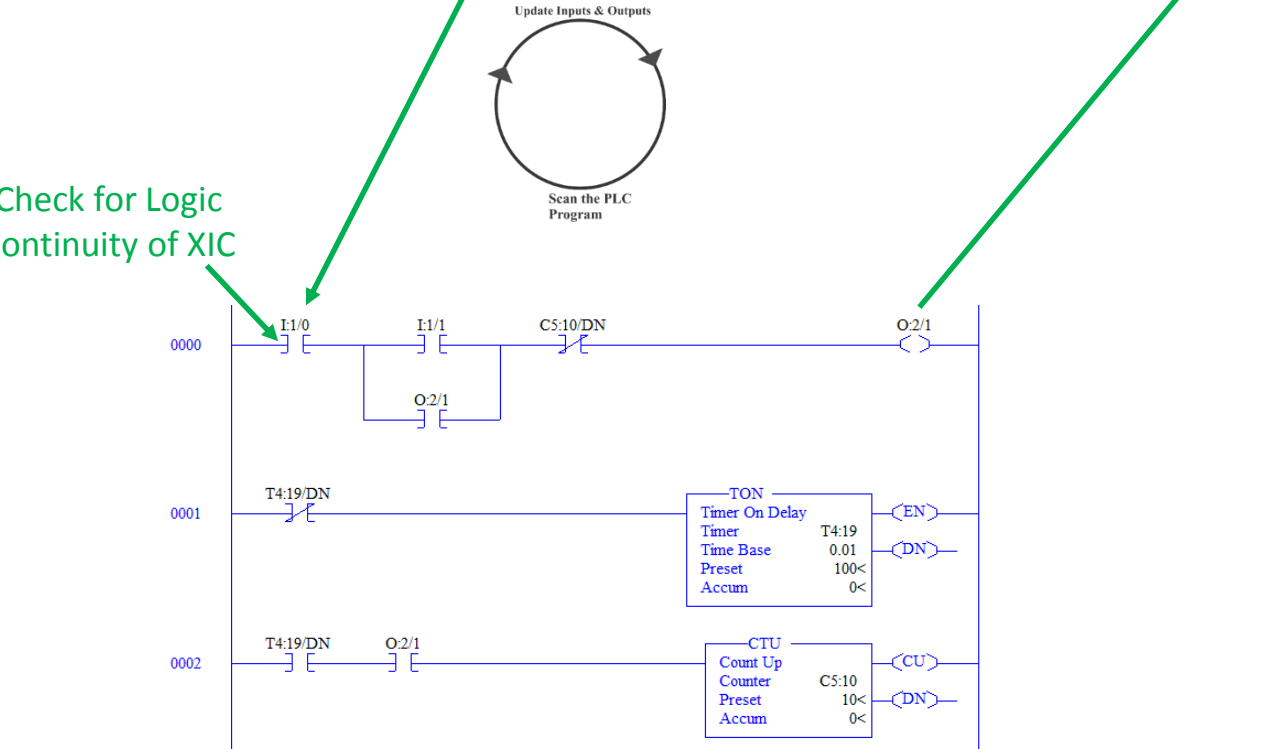 Update Inputs & Outputs
Scan the PLC
Program
Check for Logic
ontinuity of XIC
I:1/0 I:1/1 C5:10/DN O:2/1
0000
O:2/1
T4:19/DN
0001
TON
Timer On Delay
Timer T4:19
Time Base 0.01
Preset 100<
Accum 0<
EN
DN
T4:19/DN O:2/1
0002
CTU
Count Up
Counter C5:10
Preset 10<
Accum 0<
CU
DN